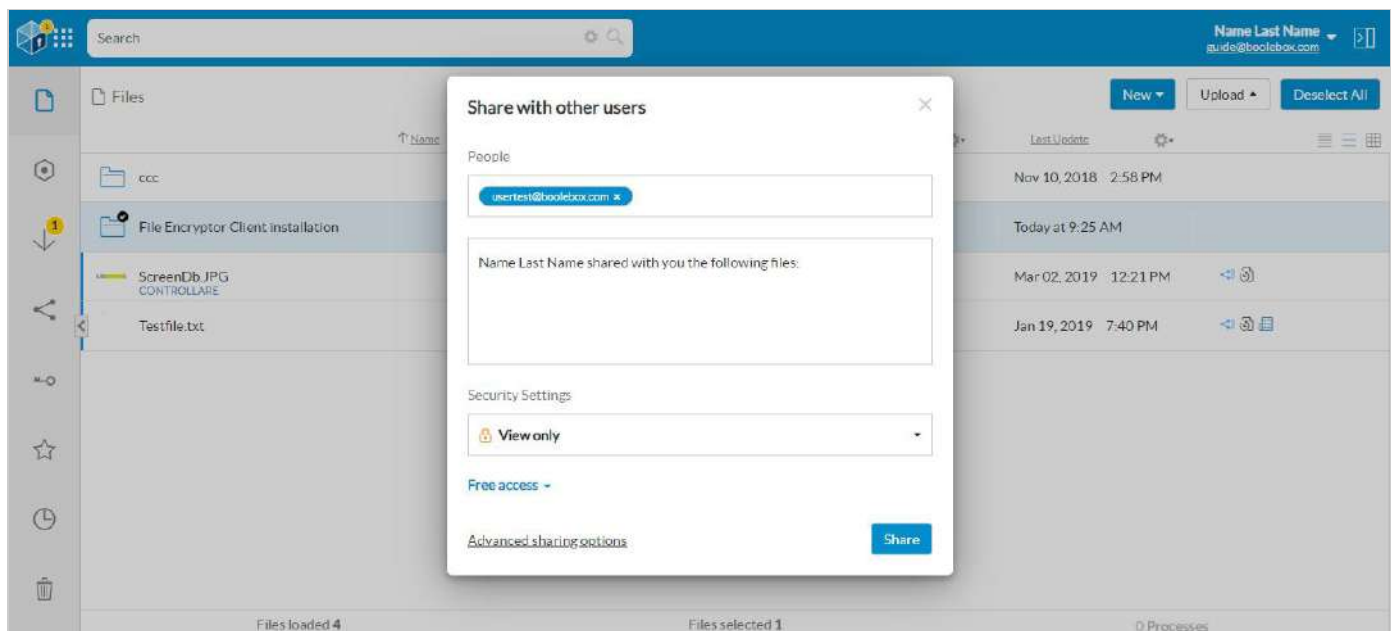 Search
Name Last Name
guide@boolebox.com
Files
New
Upload
Deselect All
Name
Last Update
ccc
Nov 10, 2018 2:58 PM
File Encryptor Client Installation
Today at 9:25 AM
1
ScreenDb.JPG
CONTROLLARE
Mar 02, 2019 12:21 PM
Testfile.txt
Jan 19, 2019 7:40 PM
Share with other users
People
usertest@boolebox.com x
Name Last Name shared with you the following files:
Security Settings
View only
Free access
Advanced sharing options
Share
Files loaded 4
Files selected 1
0 Processes